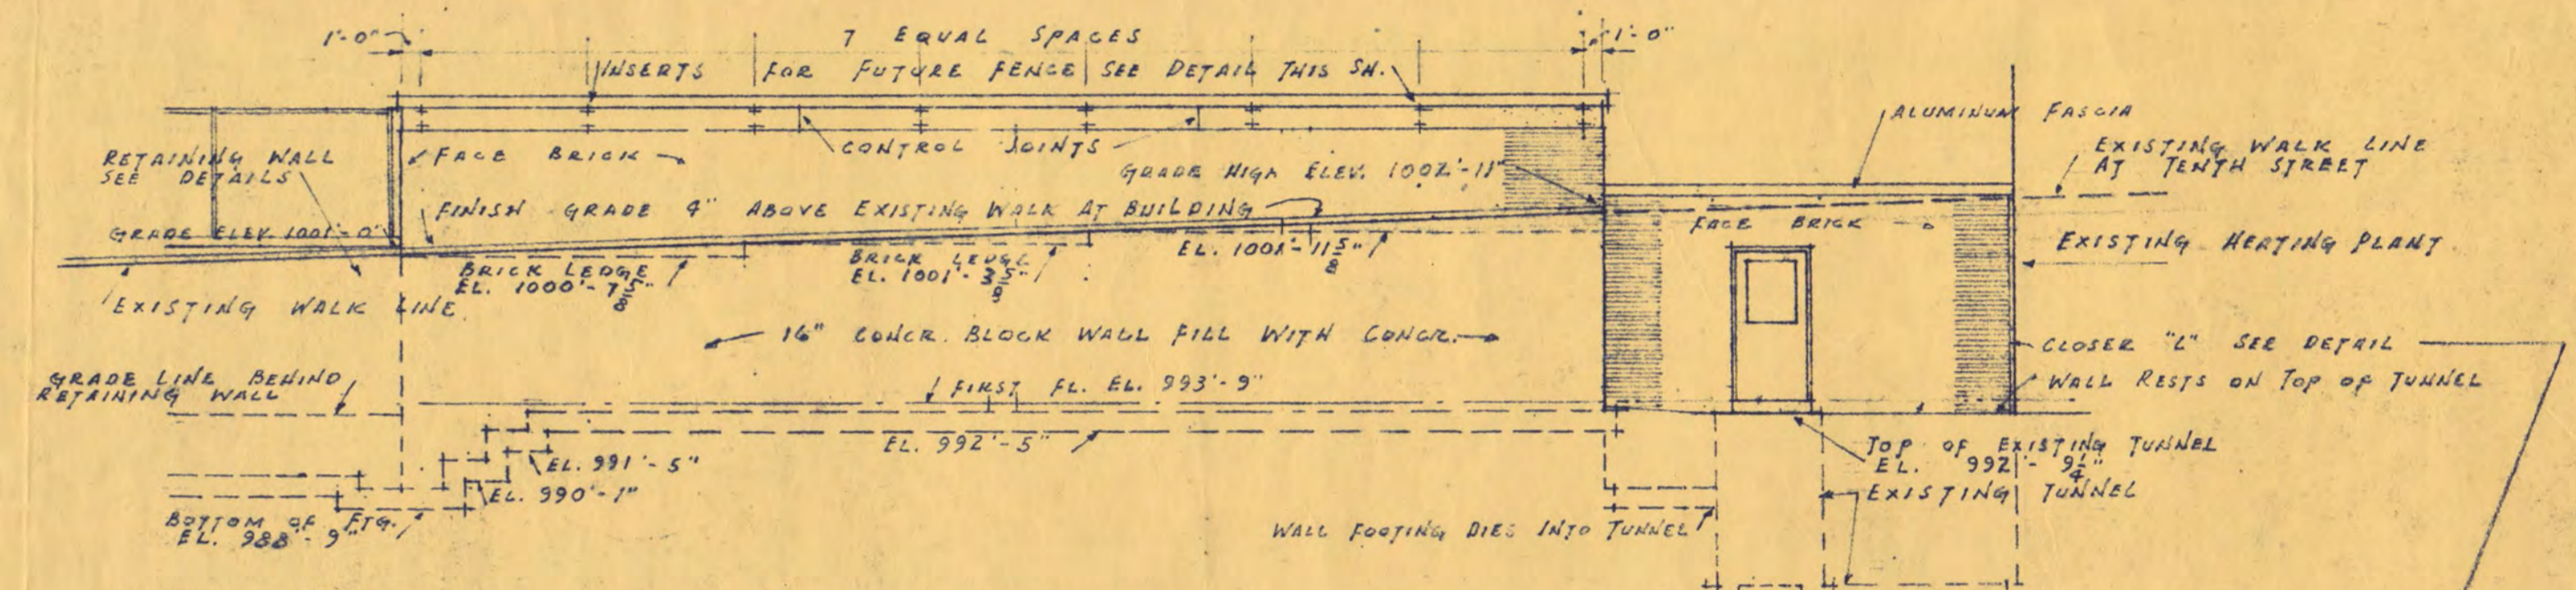 1'-0"
7 EQUAL SPACES
1'-0"
INSERTS FOR FUTURE FENCE SEE DETAIL THIS SH.
ALUMINUM FASCIA
RETAINING WALL
SEE DETAILS
FACE BRICK
CONTROL JOINTS
GRADE HIGH ELEV. 1002'-11"
EXISTING WALK LINE
AT TENTH STREET
FINISH GRADE 4" ABOVE EXISTING WALK AT BUILDING
GRADE ELEV 1001'-0"
FACE BRICK
EXISTING HEATING PLANT
BRICK LEDGE
EL. 1000'-7 5/8"
BRICK LEDGE
EL. 1001'-3 5/8"
EL. 1001'-11 5/8"
EXISTING WALK LINE
16" CONCR. BLOCK WALL FILL WITH CONCR.
CLOSER "L" SEE DETAIL
GRADE LINE BEHIND
RETAINING WALL
FIRST FL. EL. 993'-9"
WALL RESTS ON TOP OF TUNNEL
EL. 992'-5"
EL. 991'-5"
EL. 990'-1"
TOP OF EXISTING TUNNEL
EL. 992'-9 1/4"
EXISTING TUNNEL
BOTTOM OF FTG.
EL. 988'-9"
WALL FOOTING DIES INTO TUNNEL